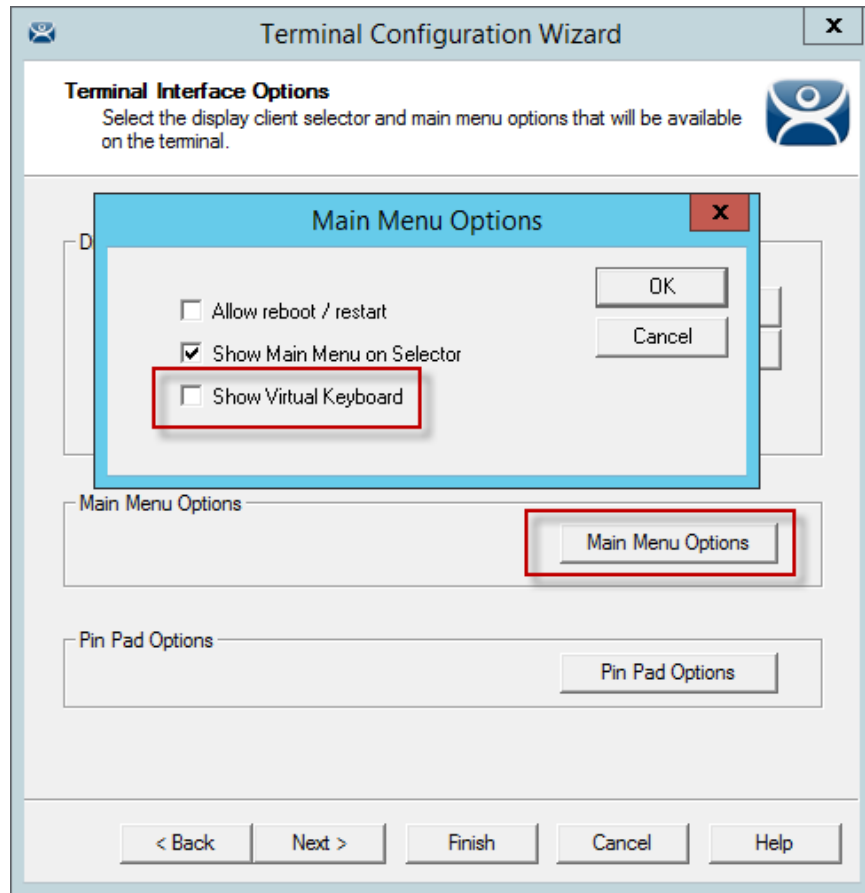 Terminal Configuration Wizard
x
Terminal Interface Options
Select the display client selector and main menu options that will be available
on the terminal.
Main Menu Options
x
D
OK
Allow reboot / restart
Cancel
Show Main Menu on Selector
Show Virtual Keyboard
Main Menu Options
Main Menu Options
Pin Pad Options
Pin Pad Options
< Back Next > Finish Cancel Help